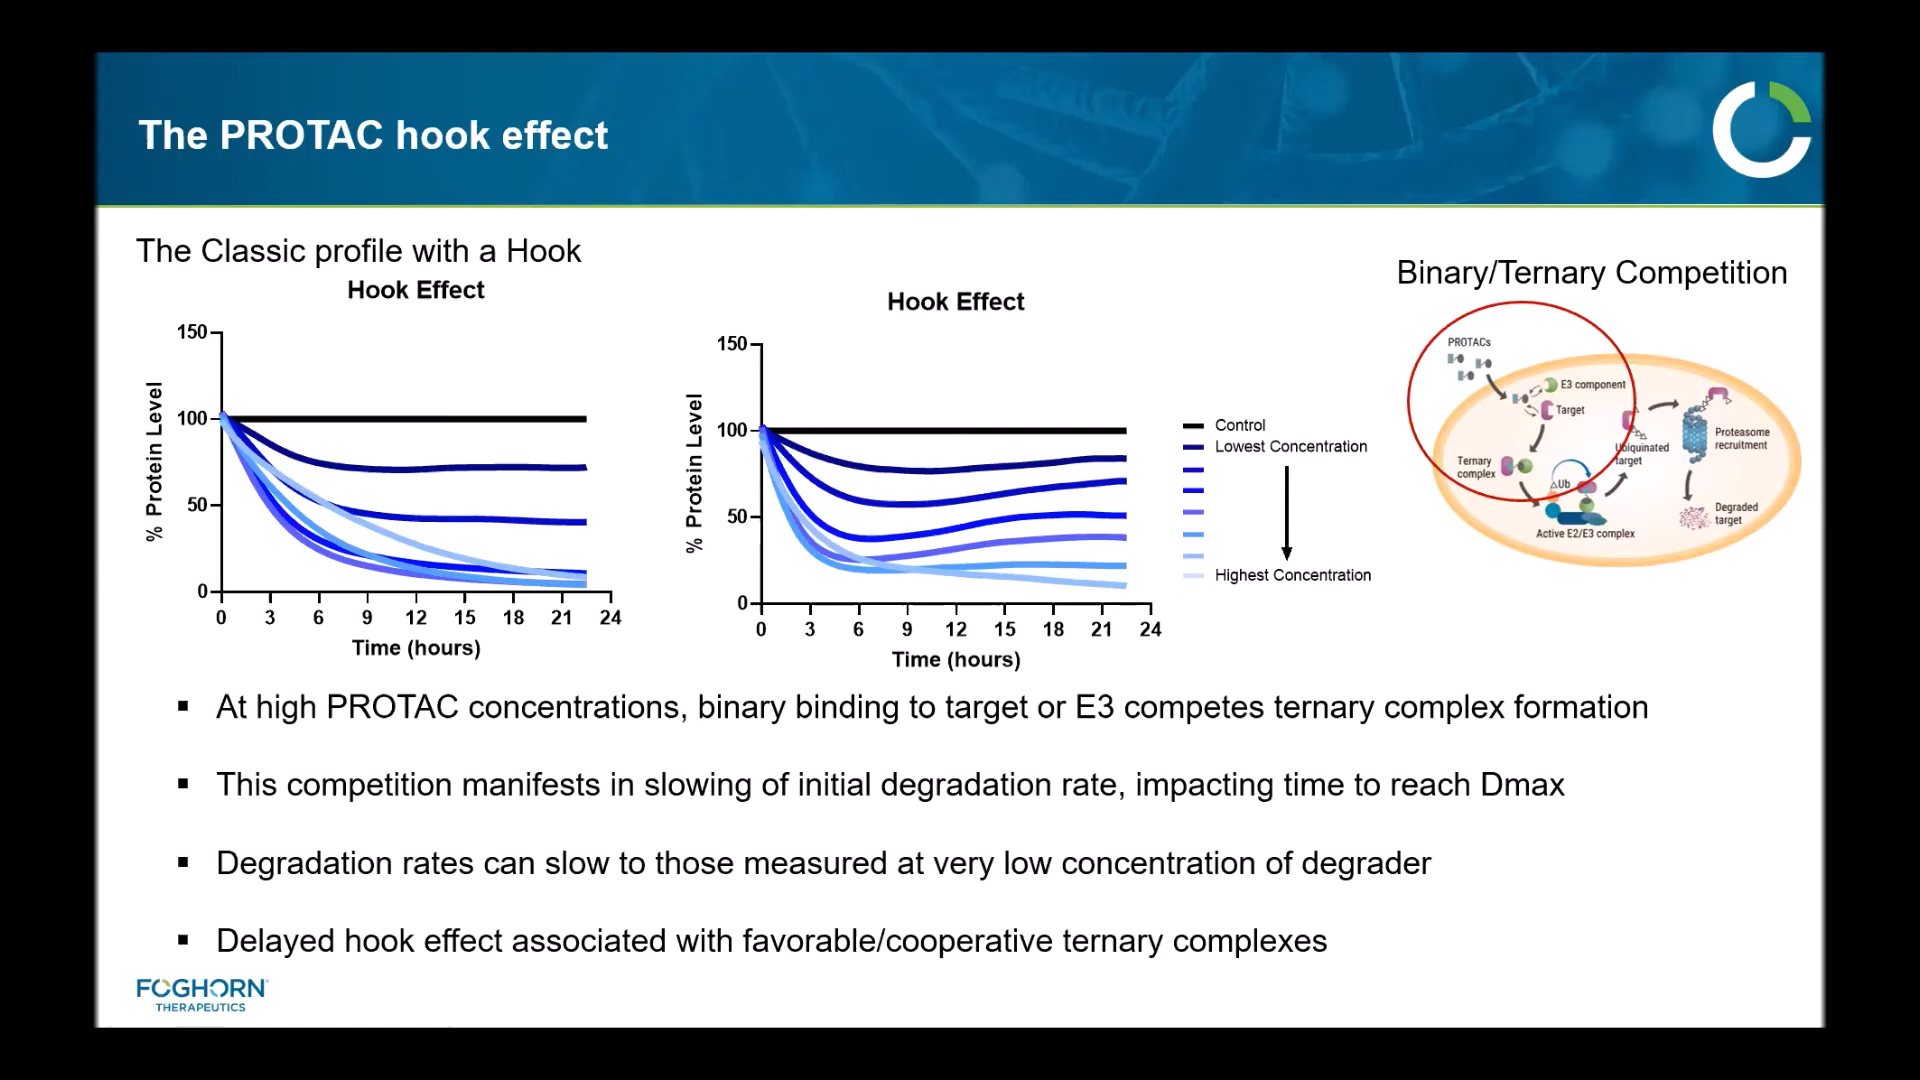 The PROTAC hook effect
The Classic profile with a Hook
Hook Effect
150
100
50
0
% Protein Level
0 3 6 9 12 15 18 21 24
Time (hours)
Hook Effect
150
100
50
0
% Protein Level
0 3 6 9 12 15 18 21 24
Time (hours)
Control
Lowest Concentration
Highest Concentration
Binary/Ternary Competition
PROTACs
E3 component
Target
Ternary
complex
Ub
Active E2/E3 complex
Ubiquinated
target
Proteasome
recruitment
Degraded
target
▪ At high PROTAC concentrations, binary binding to target or E3 competes ternary complex formation
▪ This competition manifests in slowing of initial degradation rate, impacting time to reach Dmax
▪ Degradation rates can slow to those measured at very low concentration of degrader
▪ Delayed hook effect associated with favorable/cooperative ternary complexes
FOGHORN
THERAPEUTICS